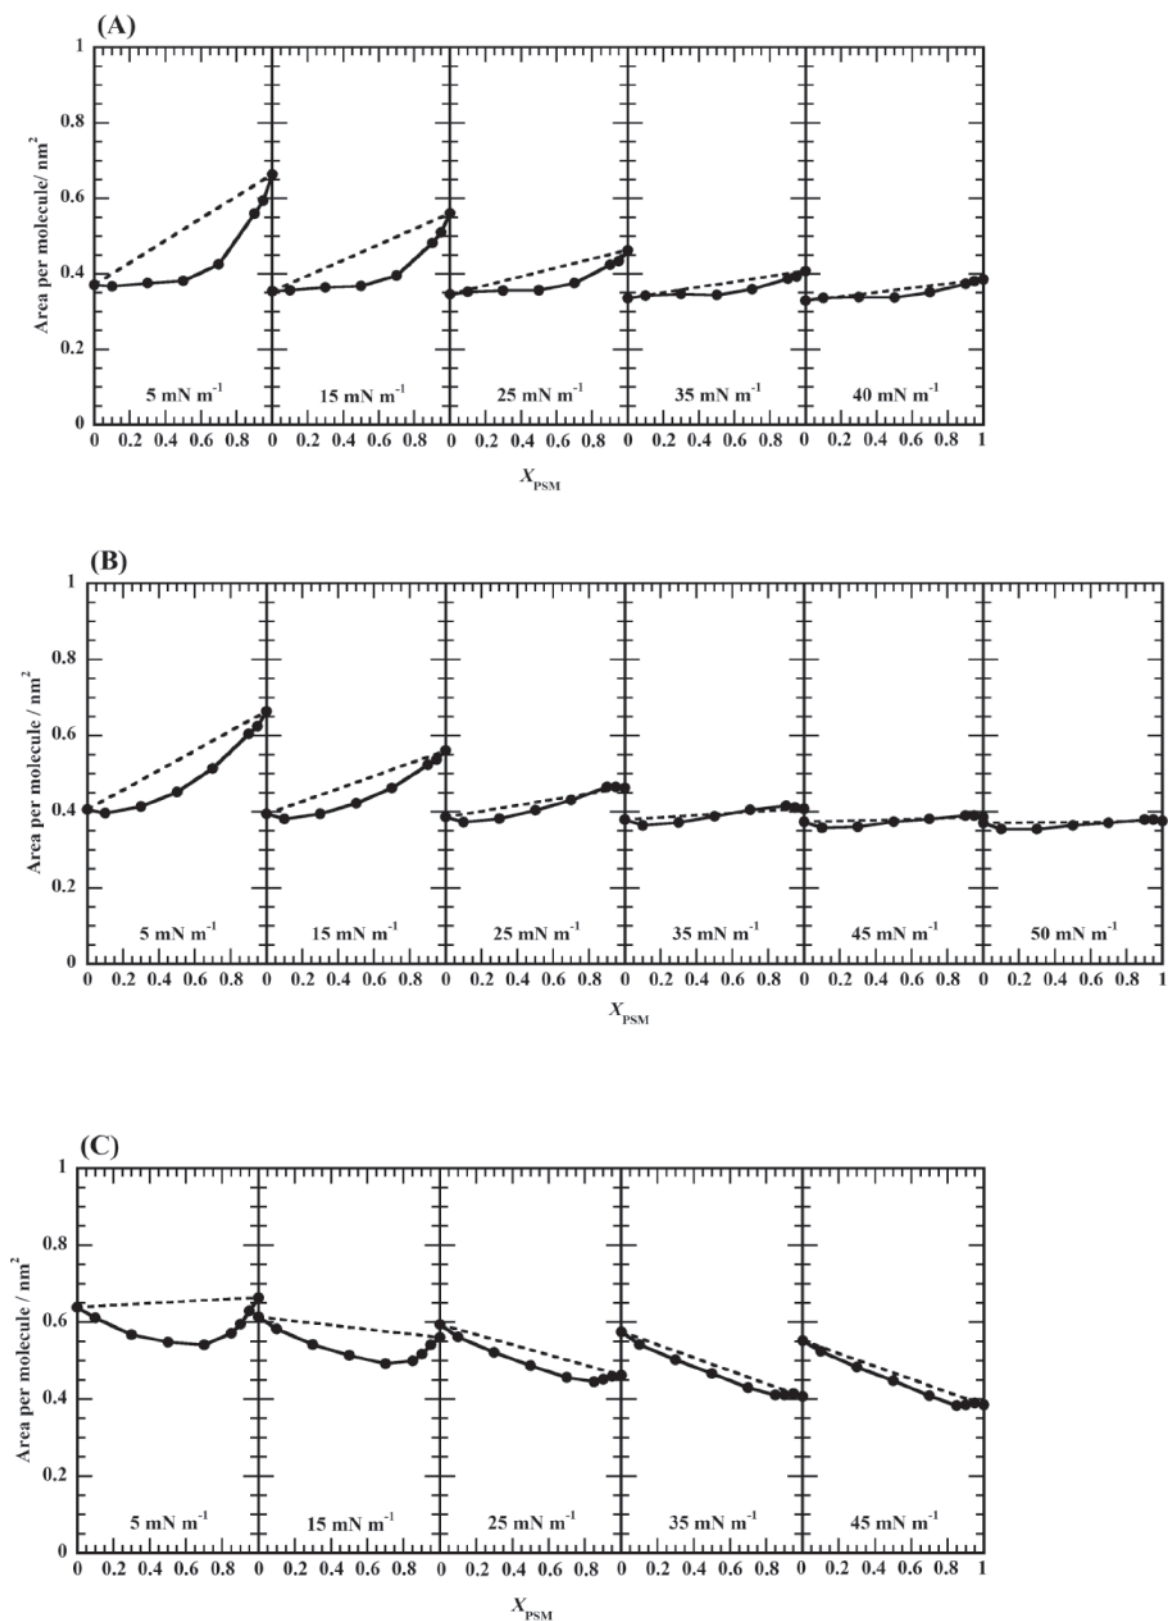 (A)
1
0.8
0.6
0.4
0.2
0
Area per molecule/ nm²
5 mN m⁻¹ 15 mN m⁻¹ 25 mN m⁻¹ 35 mN m⁻¹ 40 mN m⁻¹
0 0.2 0.4 0.6 0.8 0 0.2 0.4 0.6 0.8 0 0.2 0.4 0.6 0.8 0 0.2 0.4 0.6 0.8 0 0.2 0.4 0.6 0.8 1
X_PSM
(B)
1
0.8
0.6
0.4
0.2
0
Area per molecule / nm²
5 mN m⁻¹ 15 mN m⁻¹ 25 mN m⁻¹ 35 mN m⁻¹ 45 mN m⁻¹ 50 mN m⁻¹
0 0.2 0.4 0.6 0.8 0 0.2 0.4 0.6 0.8 0 0.2 0.4 0.6 0.8 0 0.2 0.4 0.6 0.8 0 0.2 0.4 0.6 0.8 0 0.2 0.4 0.6 0.8 1
X_PSM
(C)
1
0.8
0.6
0.4
0.2
0
Area per molecule / nm²
5 mN m⁻¹ 15 mN m⁻¹ 25 mN m⁻¹ 35 mN m⁻¹ 45 mN m⁻¹
0 0.2 0.4 0.6 0.8 0 0.2 0.4 0.6 0.8 0 0.2 0.4 0.6 0.8 0 0.2 0.4 0.6 0.8 0 0.2 0.4 0.6 0.8 1
X_PSM